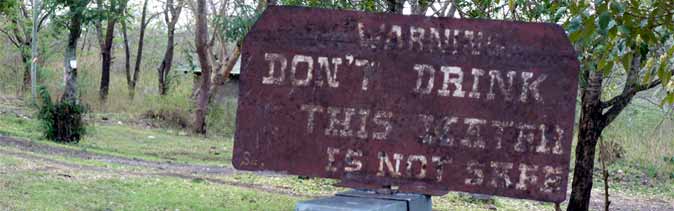 WARNING
DON'T DRINK
THIS WATER
IS NOT SAFE